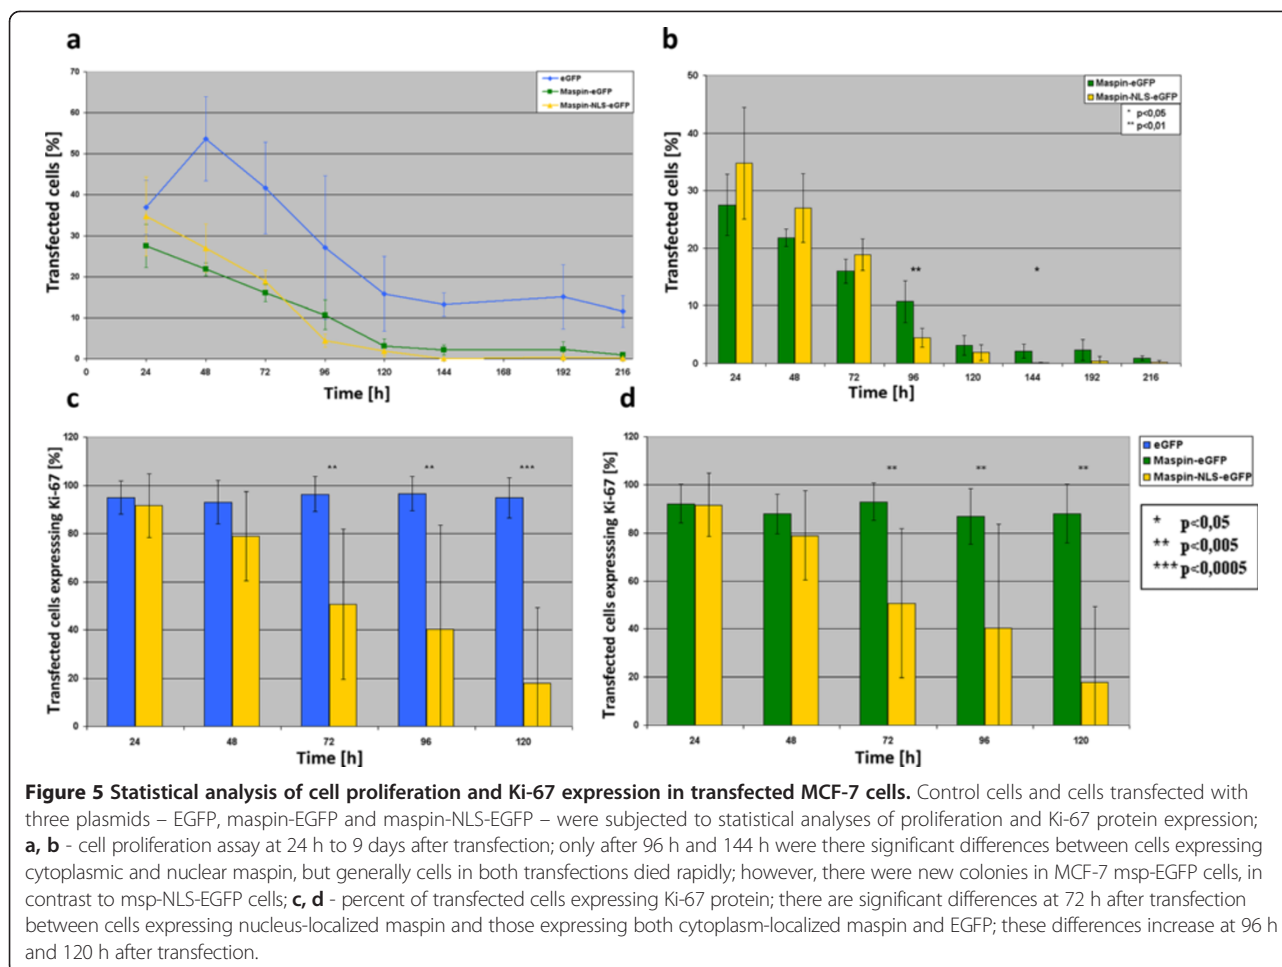 a
Transfected cells [%]
70
60
50
40
30
20
10
0
eGFP
Maspin-eGFP
Maspin-NLS-eGFP
0 24 48 72 96 120 144 168 192 216
Time [h]
b
Transfected cells [%]
50
40
30
20
10
0
Maspin-eGFP
Maspin-NLS-eGFP
* p<0,05
** p<0,01
** *
24 48 72 96 120 144 192 216
Time [h]
c
Transfected cells expresssing Ki-67 [%]
120
100
80
60
40
20
0
** ** ***
24 48 72 96 120
Time [h]
d
Transfected cells expresssing Ki-67 [%]
120
100
80
60
40
20
0
** ** **
24 48 72 96 120
Time [h]
eGFP
Maspin-eGFP
Maspin-NLS-eGFP
* p<0,05
** p<0,005
*** p<0,0005
Figure 5 Statistical analysis of cell proliferation and Ki-67 expression in transfected MCF-7 cells. Control cells and cells transfected with
three plasmids – EGFP, maspin-EGFP and maspin-NLS-EGFP – were subjected to statistical analyses of proliferation and Ki-67 protein expression;
a, b - cell proliferation assay at 24 h to 9 days after transfection; only after 96 h and 144 h were there significant differences between cells expressing
cytoplasmic and nuclear maspin, but generally cells in both transfections died rapidly; however, there were new colonies in MCF-7 msp-EGFP cells, in
contrast to msp-NLS-EGFP cells; c, d - percent of transfected cells expressing Ki-67 protein; there are significant differences at 72 h after transfection
between cells expressing nucleus-localized maspin and those expressing both cytoplasm-localized maspin and EGFP; these differences increase at 96 h
and 120 h after transfection.